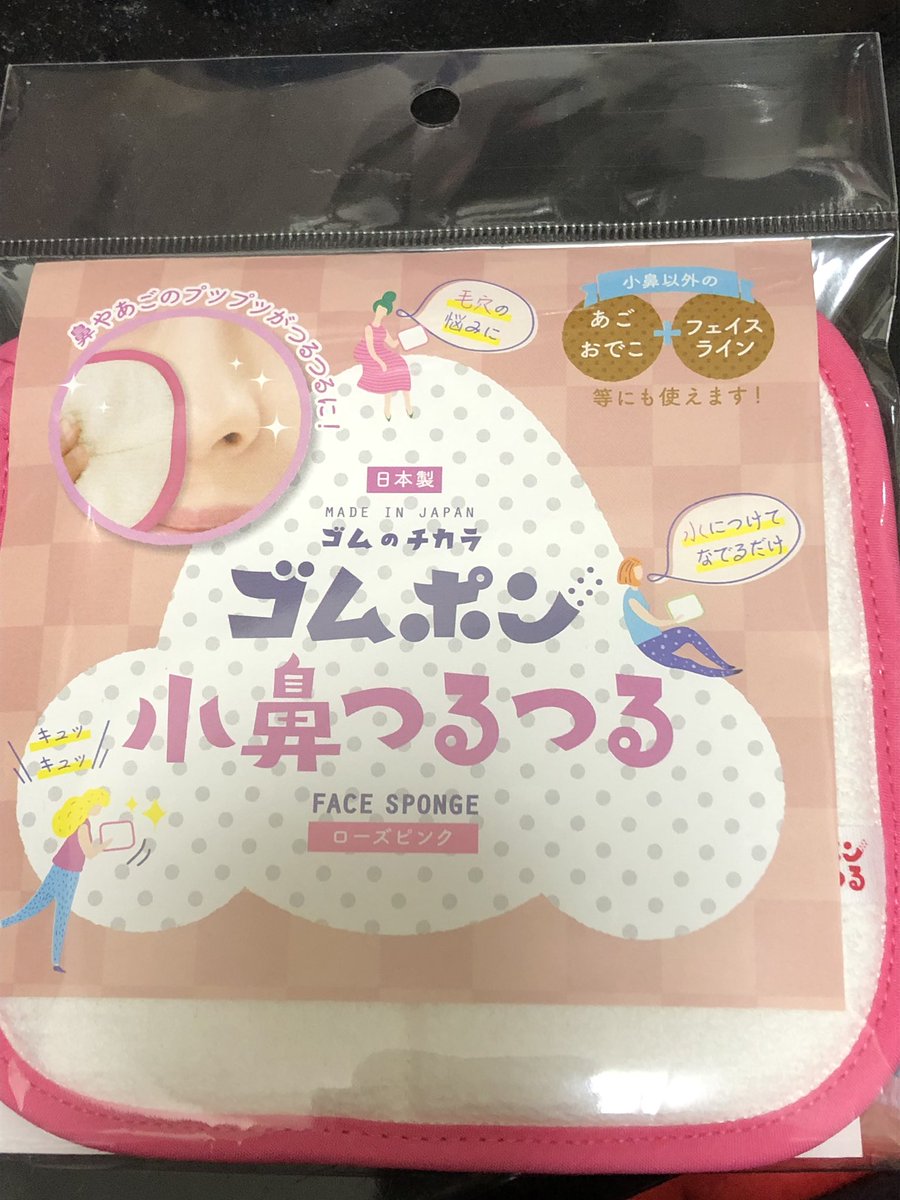 鼻やあごのプップツがつるつるに!
毛穴の
悩みに
小鼻以外の
あご
おでこ
+
フェイス
ライン
等にも使えます!
日本製
MADE IN JAPAN
ゴムのチカラ
ゴムポン
小鼻つるつる
水につけて
なでるだけ
キュッ
キュッ
FACE SPONGE
ローズピンク